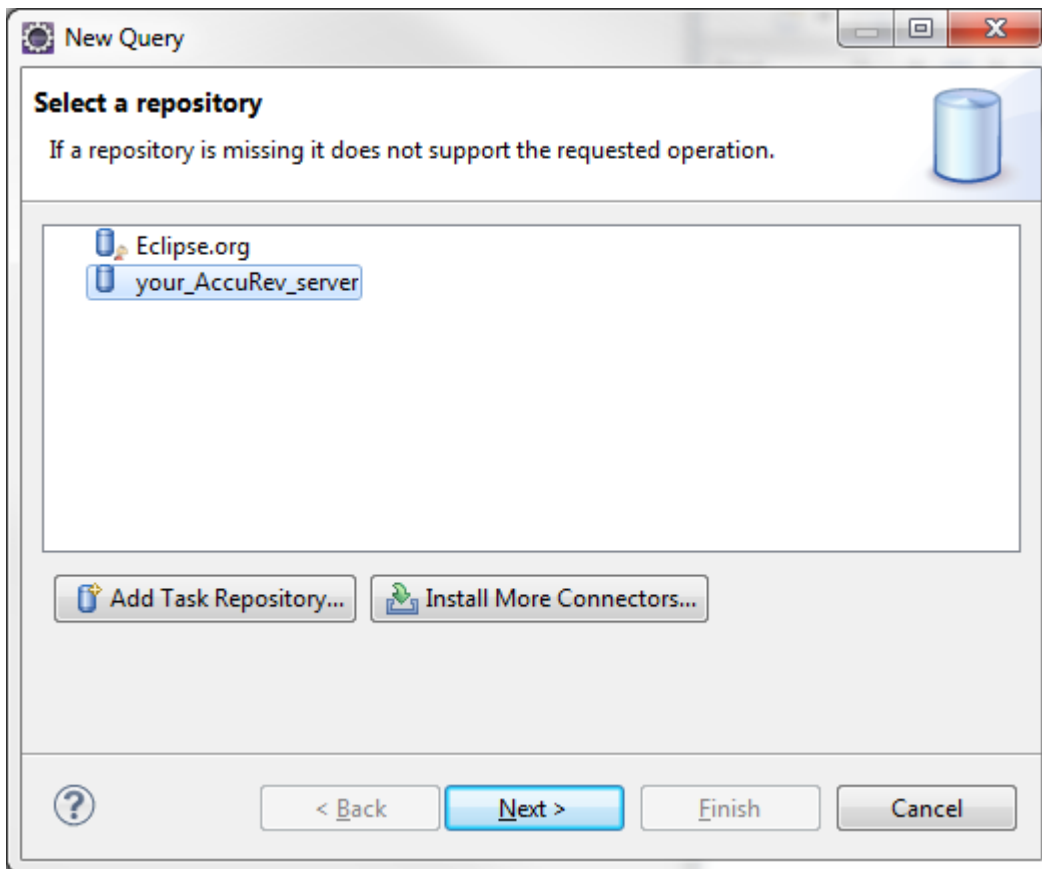 New Query
Select a repository
If a repository is missing it does not support the requested operation.
Eclipse.org
your_AccuRev_server
Add Task Repository...
Install More Connectors...
?
< Back
Next >
Finish
Cancel